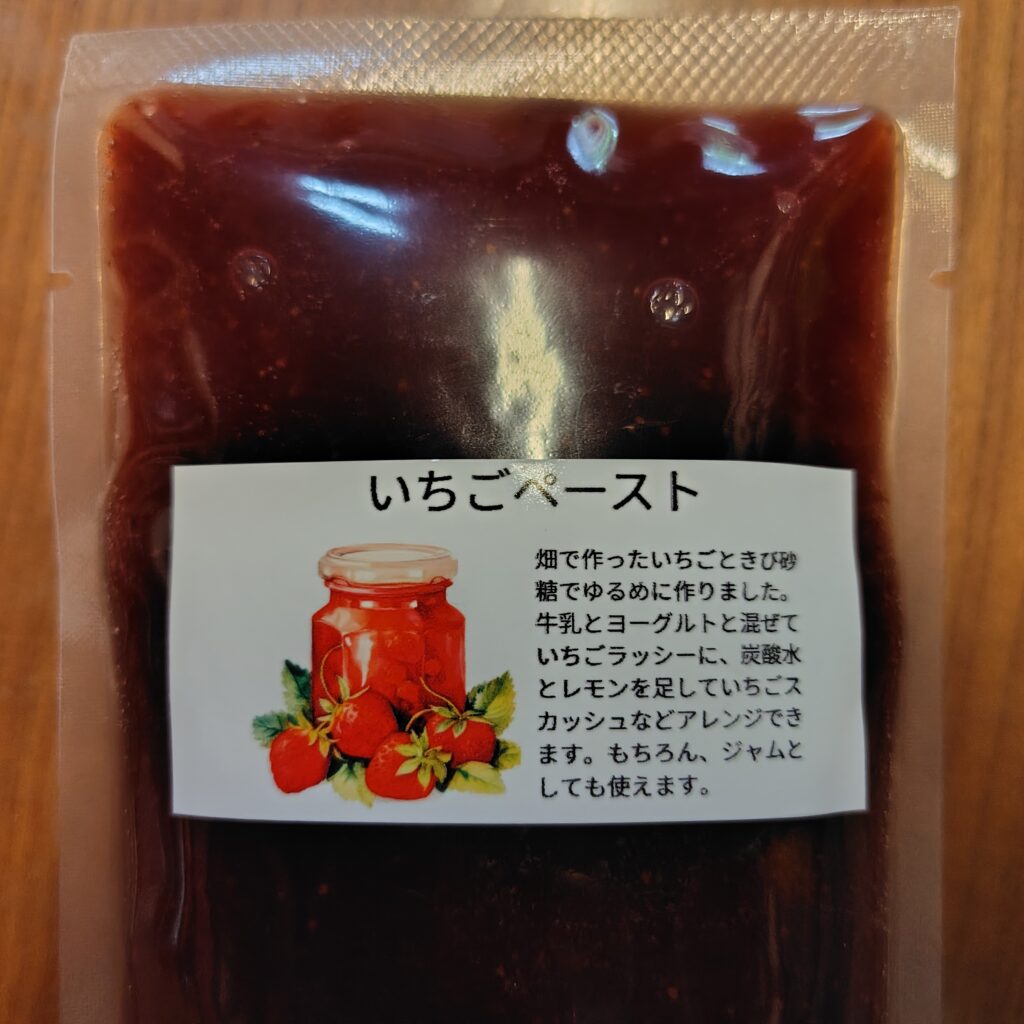 いちごペースト
畑で作ったいちごときび砂
糖でゆるめに作りました。
牛乳とヨーグルトと混ぜて
いちごラッシーに、炭酸水
とレモンを足していちごス
カッシュなどアレンジでき
ます。もちろん、ジャムと
しても使えます。